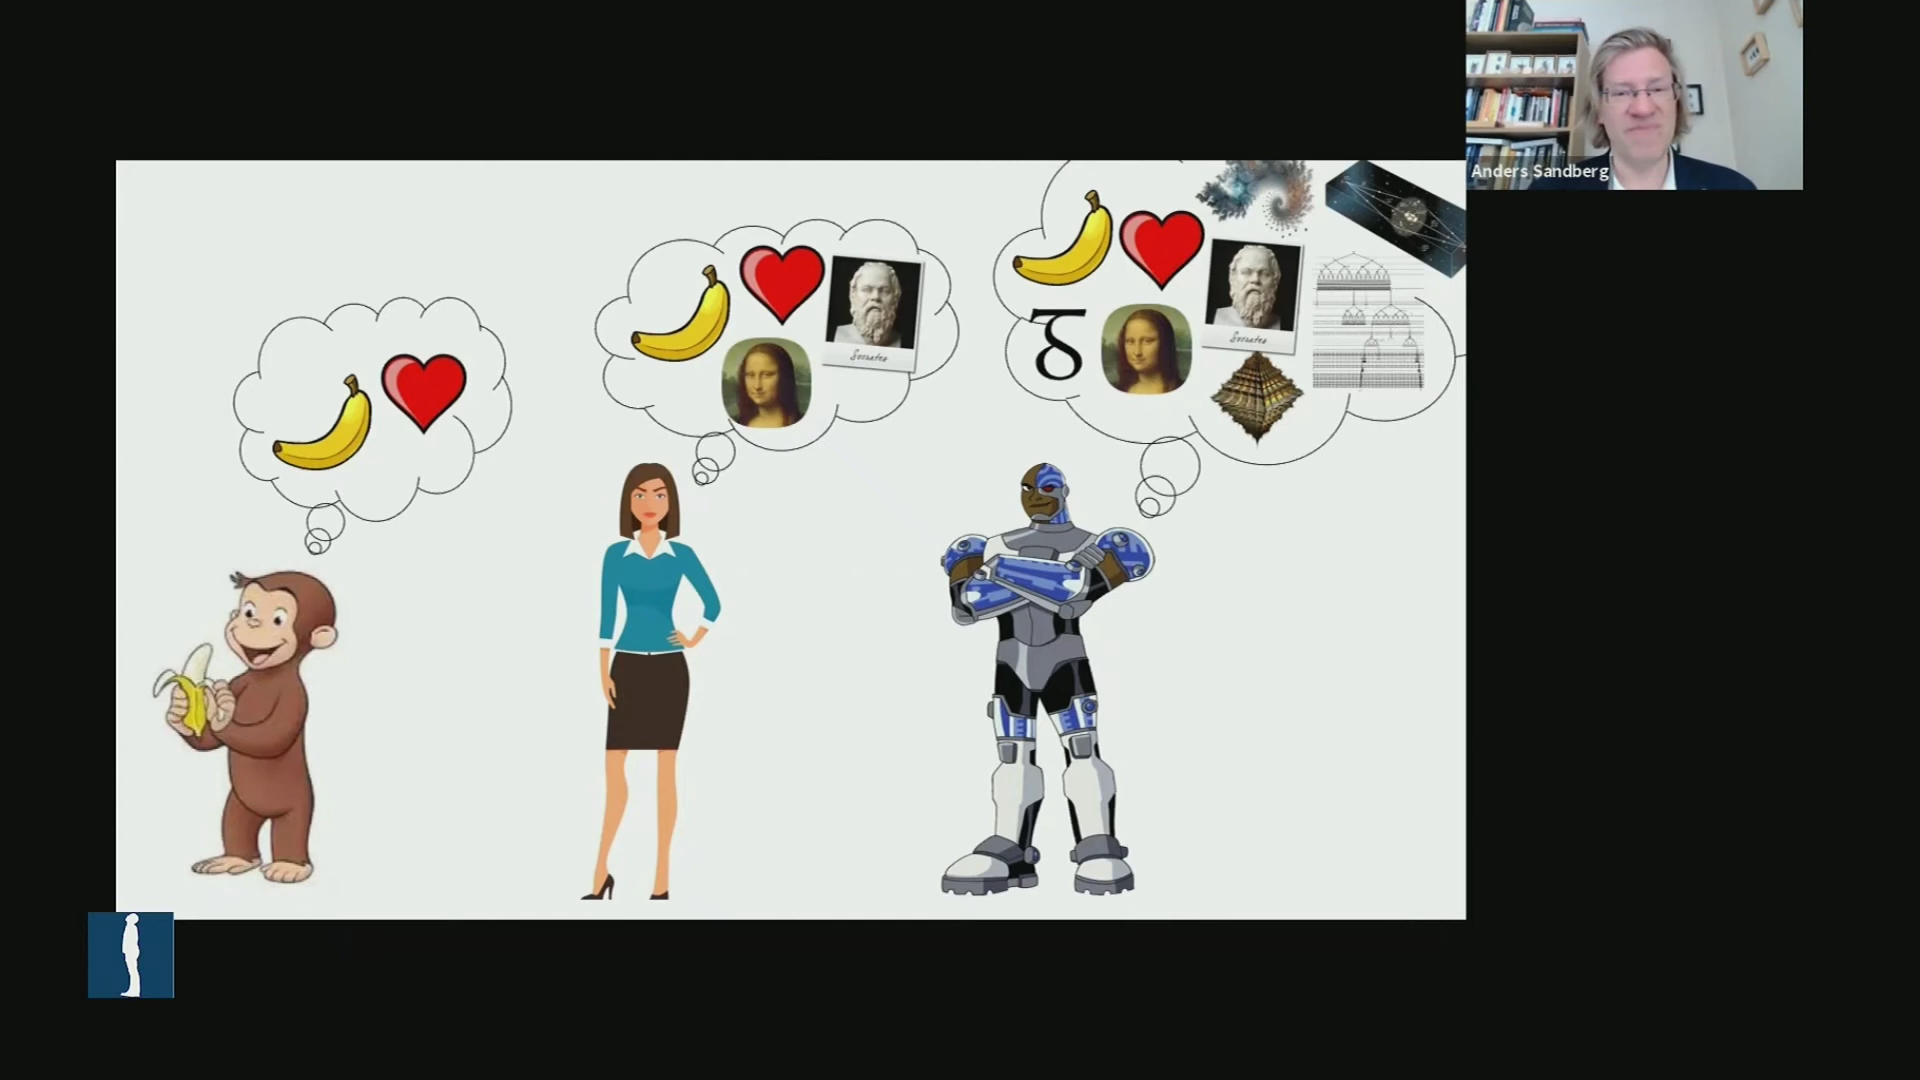 Anders Sandberg
Socrates
Socrates
ⴃ